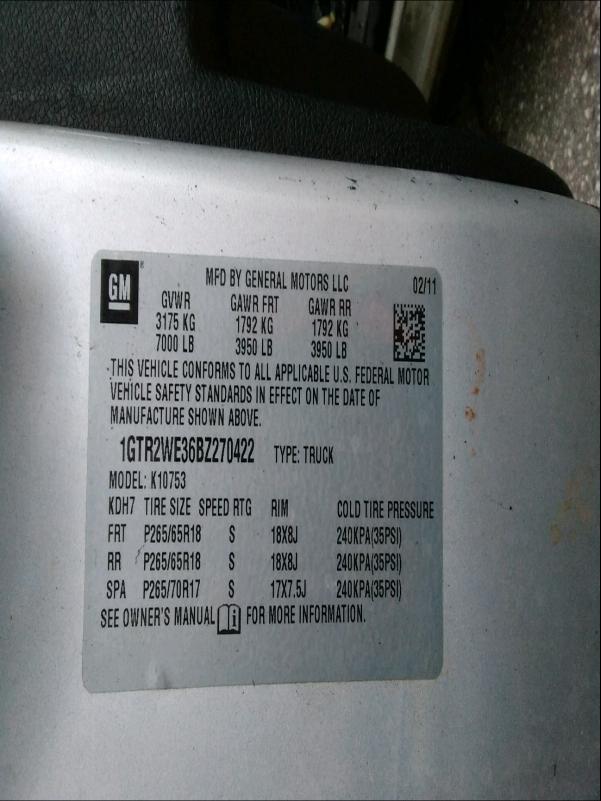 GM
MFD BY GENERAL MOTORS LLC 02/11
GVWR GAWR FRT GAWR RR
3175 KG 1792 KG 1792 KG
7000 LB 3950 LB 3950 LB
THIS VEHICLE CONFORMS TO ALL APPLICABLE U.S. FEDERAL MOTOR
VEHICLE SAFETY STANDARDS IN EFFECT ON THE DATE OF
MANUFACTURE SHOWN ABOVE.
1GTR2WE36BZ270422 TYPE: TRUCK
MODEL: K10753
KDH7 TIRE SIZE SPEED RTG RIM COLD TIRE PRESSURE
FRT P265/65R18 S 18X8J 240KPA(35PSI)
RR P265/65R18 S 18X8J 240KPA(35PSI)
SPA P265/70R17 S 17X7.5J 240KPA(35PSI)
SEE OWNER'S MANUAL FOR MORE INFORMATION.